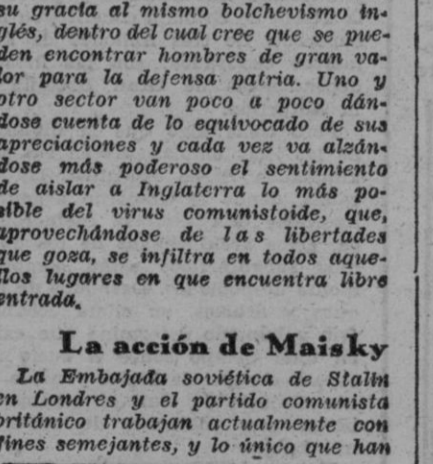 su gracia al mismo bolchevismo in-
glés, dentro del cual cree que se pue-
den encontrar hombres de gran va-
lor para la defensa patria. Uno y
otro sector van poco a poco dán-
dose cuenta de lo equivocado de sus
apreciaciones y cada vez va alzán-
dose más poderoso el sentimiento
de aislar a Inglaterra lo más po-
sible del virus comunistoide, que,
aprovechándose de las libertades
que goza, se infiltra en todos aque-
llos lugares en que encuentra libre
entrada.
La acción de Maisky
La Embajada soviética de Stalin
en Londres y el partido comunista
británico trabajan actualmente con
fines semejantes, y lo único que han